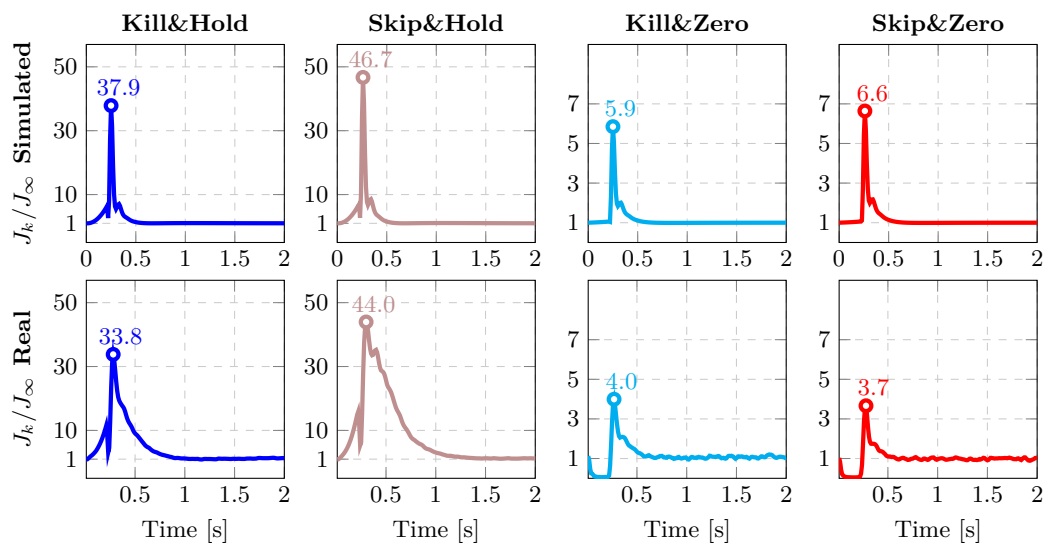 Kill&Hold Skip&Hold Kill&Zero Skip&Zero
J_k/J_∞ Simulated
50 30 10 1
37.9
0 0.5 1 1.5 2
50 30 10 1
46.7
0 0.5 1 1.5 2
7 5 3 1
5.9
0 0.5 1 1.5 2
7 5 3 1
6.6
0 0.5 1 1.5 2
J_k/J_∞ Real
50 30 10 1
33.8
0 0.5 1 1.5 2
Time [s]
50 30 10 1
44.0
0 0.5 1 1.5 2
Time [s]
7 5 3 1
4.0
0 0.5 1 1.5 2
Time [s]
7 5 3 1
3.7
0 0.5 1 1.5 2
Time [s]